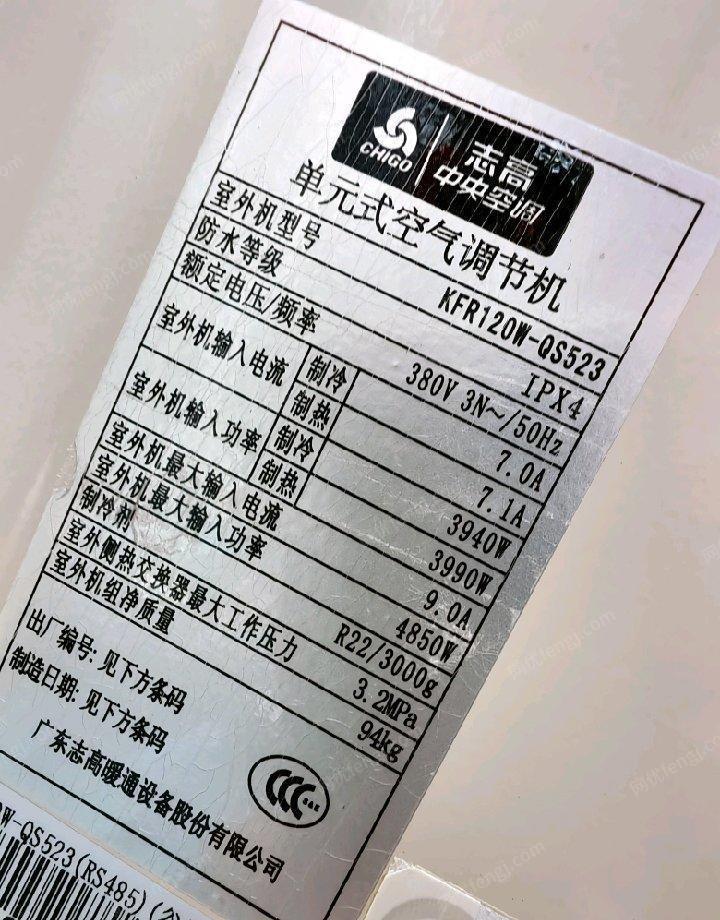 CHIGO
志高
中央空调
单元式空气调节机
室外机型号 KFR120W-QS523
防水等级 IPX4
额定电压/频率 380V 3N~/50Hz
室外机输入电流 制冷 7.0A
制热 7.1A
室外机输入功率 制冷 3940W
制热 3990W
室外机最大输入电流 9.0A
室外机最大输入功率 4850W
制冷剂 R22/3000g
室外侧热交换器最大工作压力 3.2MPa
室外机组净质量 94kg
出厂编号: 见下方条码
制造日期: 见下方条码
CCC S&E
广东志高暖通设备股份有限公司
W-QS523(RS485)